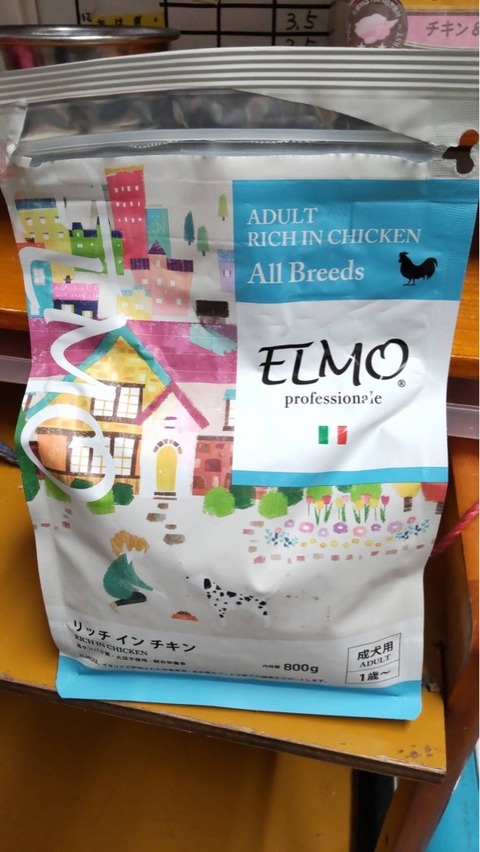 3,5
チキン&
ADULT
RICH IN CHICKEN
All Breeds
ELMO
ELMO®
professionale
リッチ イン チキン
RICH IN CHICKEN
内容量 800g
成犬用
ADULT
1歳〜